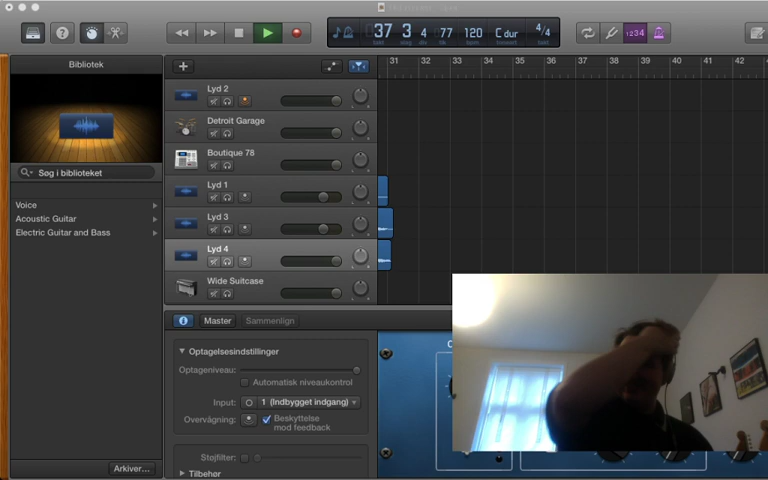 37 3 4 77 120 C dur 4/4
takt
bpm
1234
Bibliotek
31 32 33 34 35 36 37 38 39 40 41 42
Lyd 2
Detroit Garage
Boutique 78
Søg i biblioteket
Lyd 1
Voice
Acoustic Guitar
Lyd 3
Electric Guitar and Bass
Lyd 4
Wide Suitcase
Master
Sammenlign
Optagelsesindstillinger
Optageniveau:
Automatisk niveaukontrol
Input:
1 (Indbygget indgang)
Overvågning:
Beskyttelse
mod feedback
Støjfilter:
Arkiver...
Tilbehør